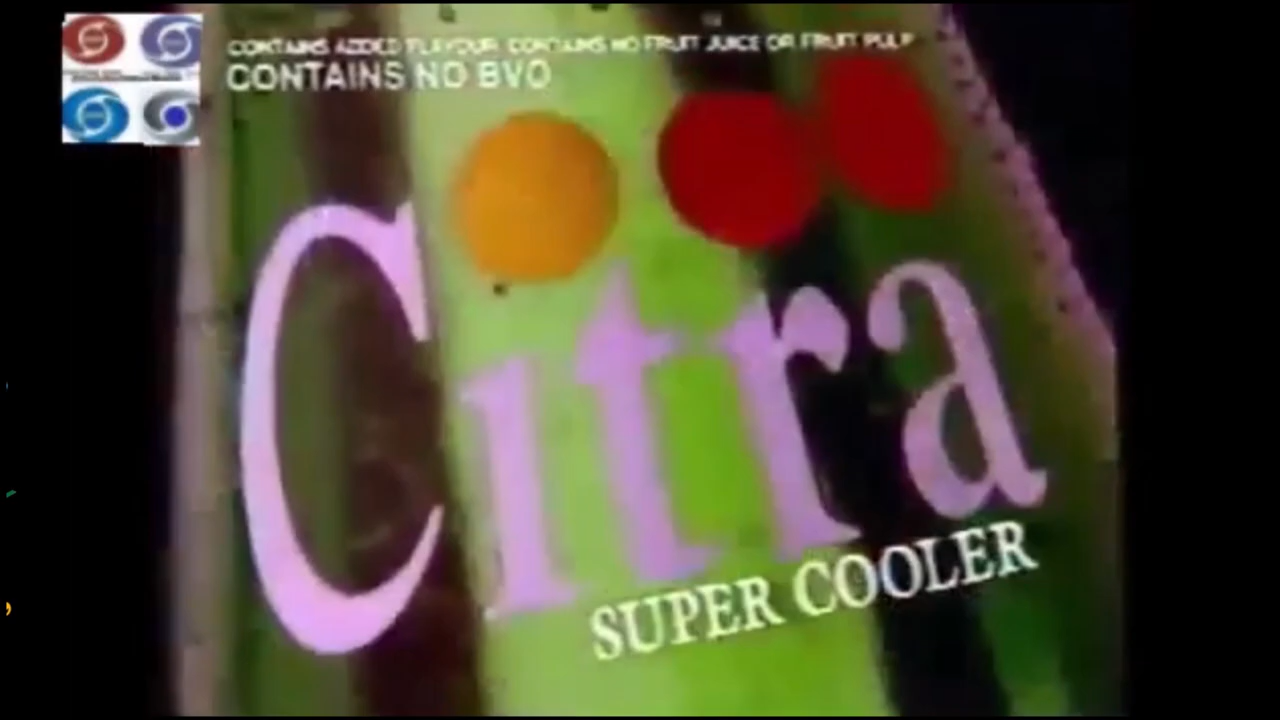 CONTAINS ADDED FLAVOUR. CONTAINS NO FRUIT JUICE OR FRUIT PULP
CONTAINS NO BVO
Citra
SUPER COOLER